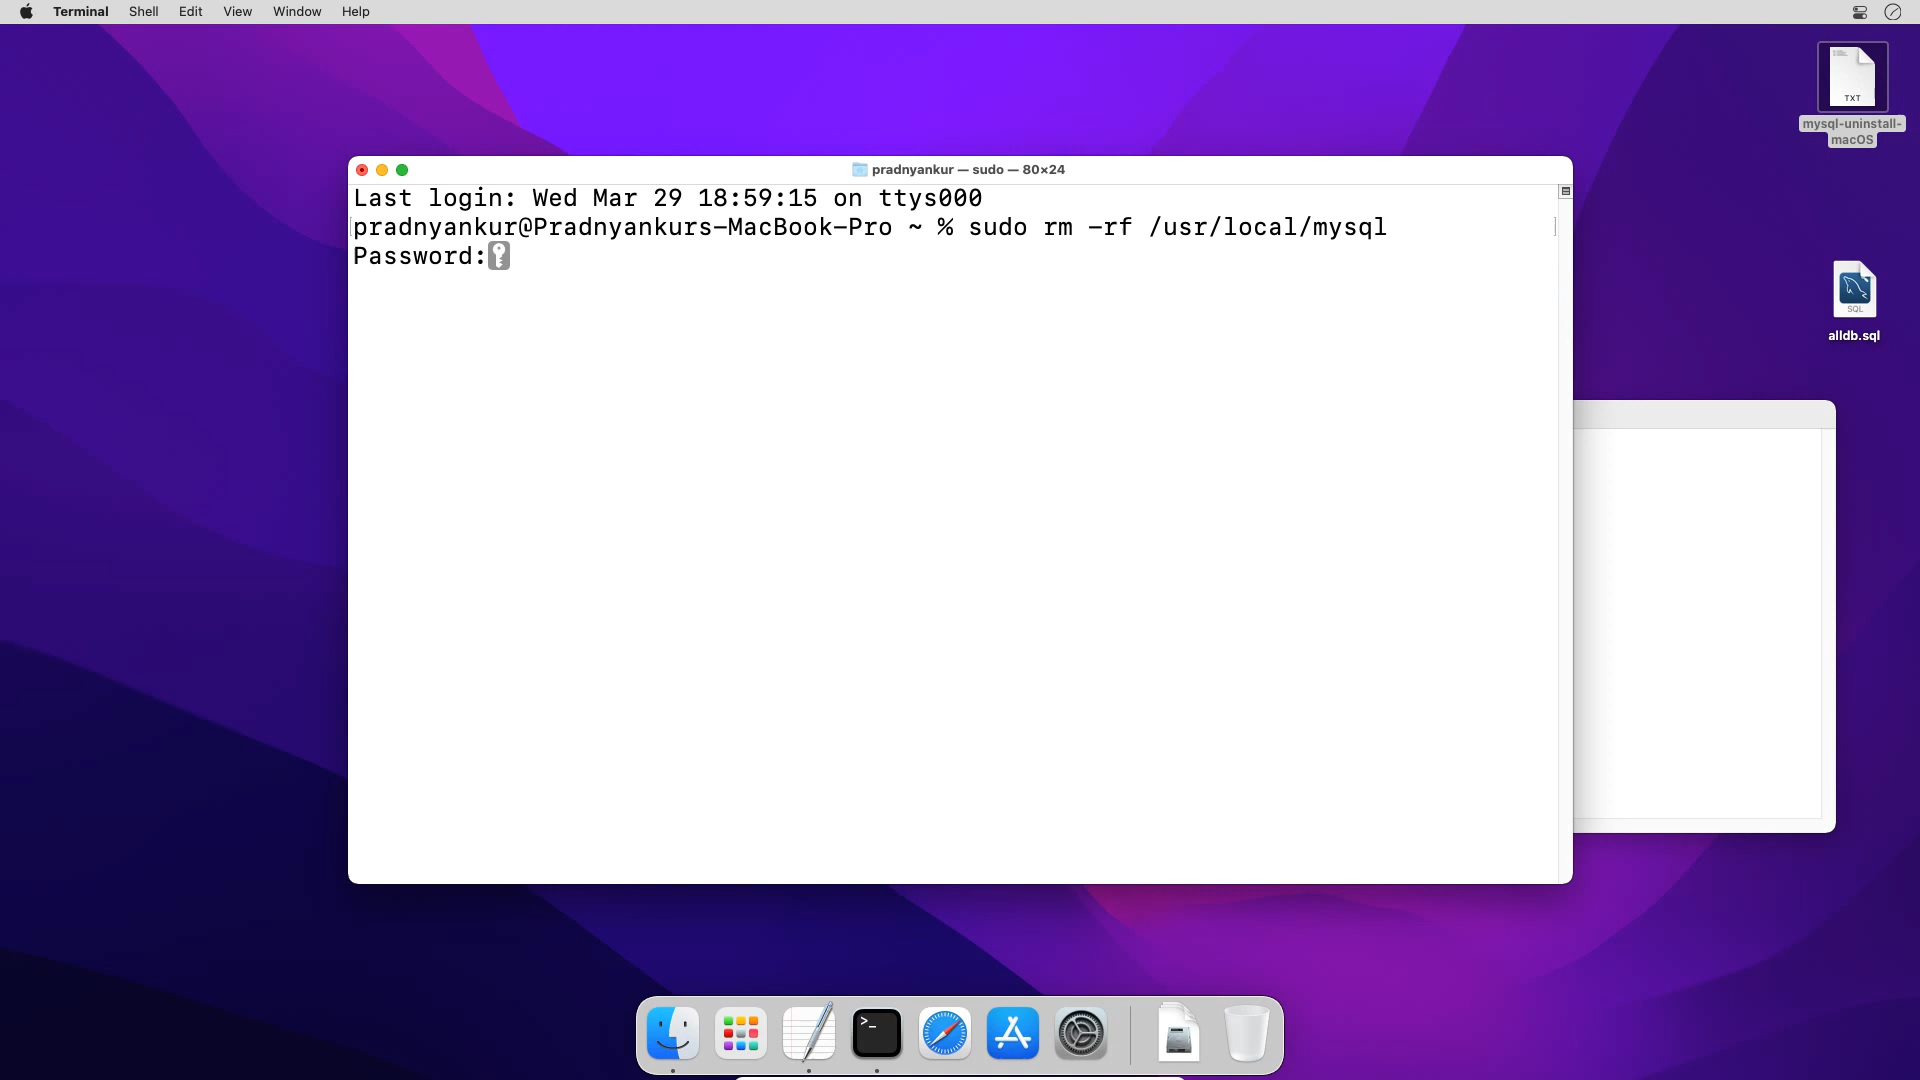 Terminal Shell Edit View Window Help
TXT
mysql-uninstall-
macOS
pradnyankur — sudo — 80×24
Last login: Wed Mar 29 18:59:15 on ttys000
pradnyankur@Pradnyankurs-MacBook-Pro ~ % sudo rm -rf /usr/local/mysql
Password:
SQL
alldb.sql
>_